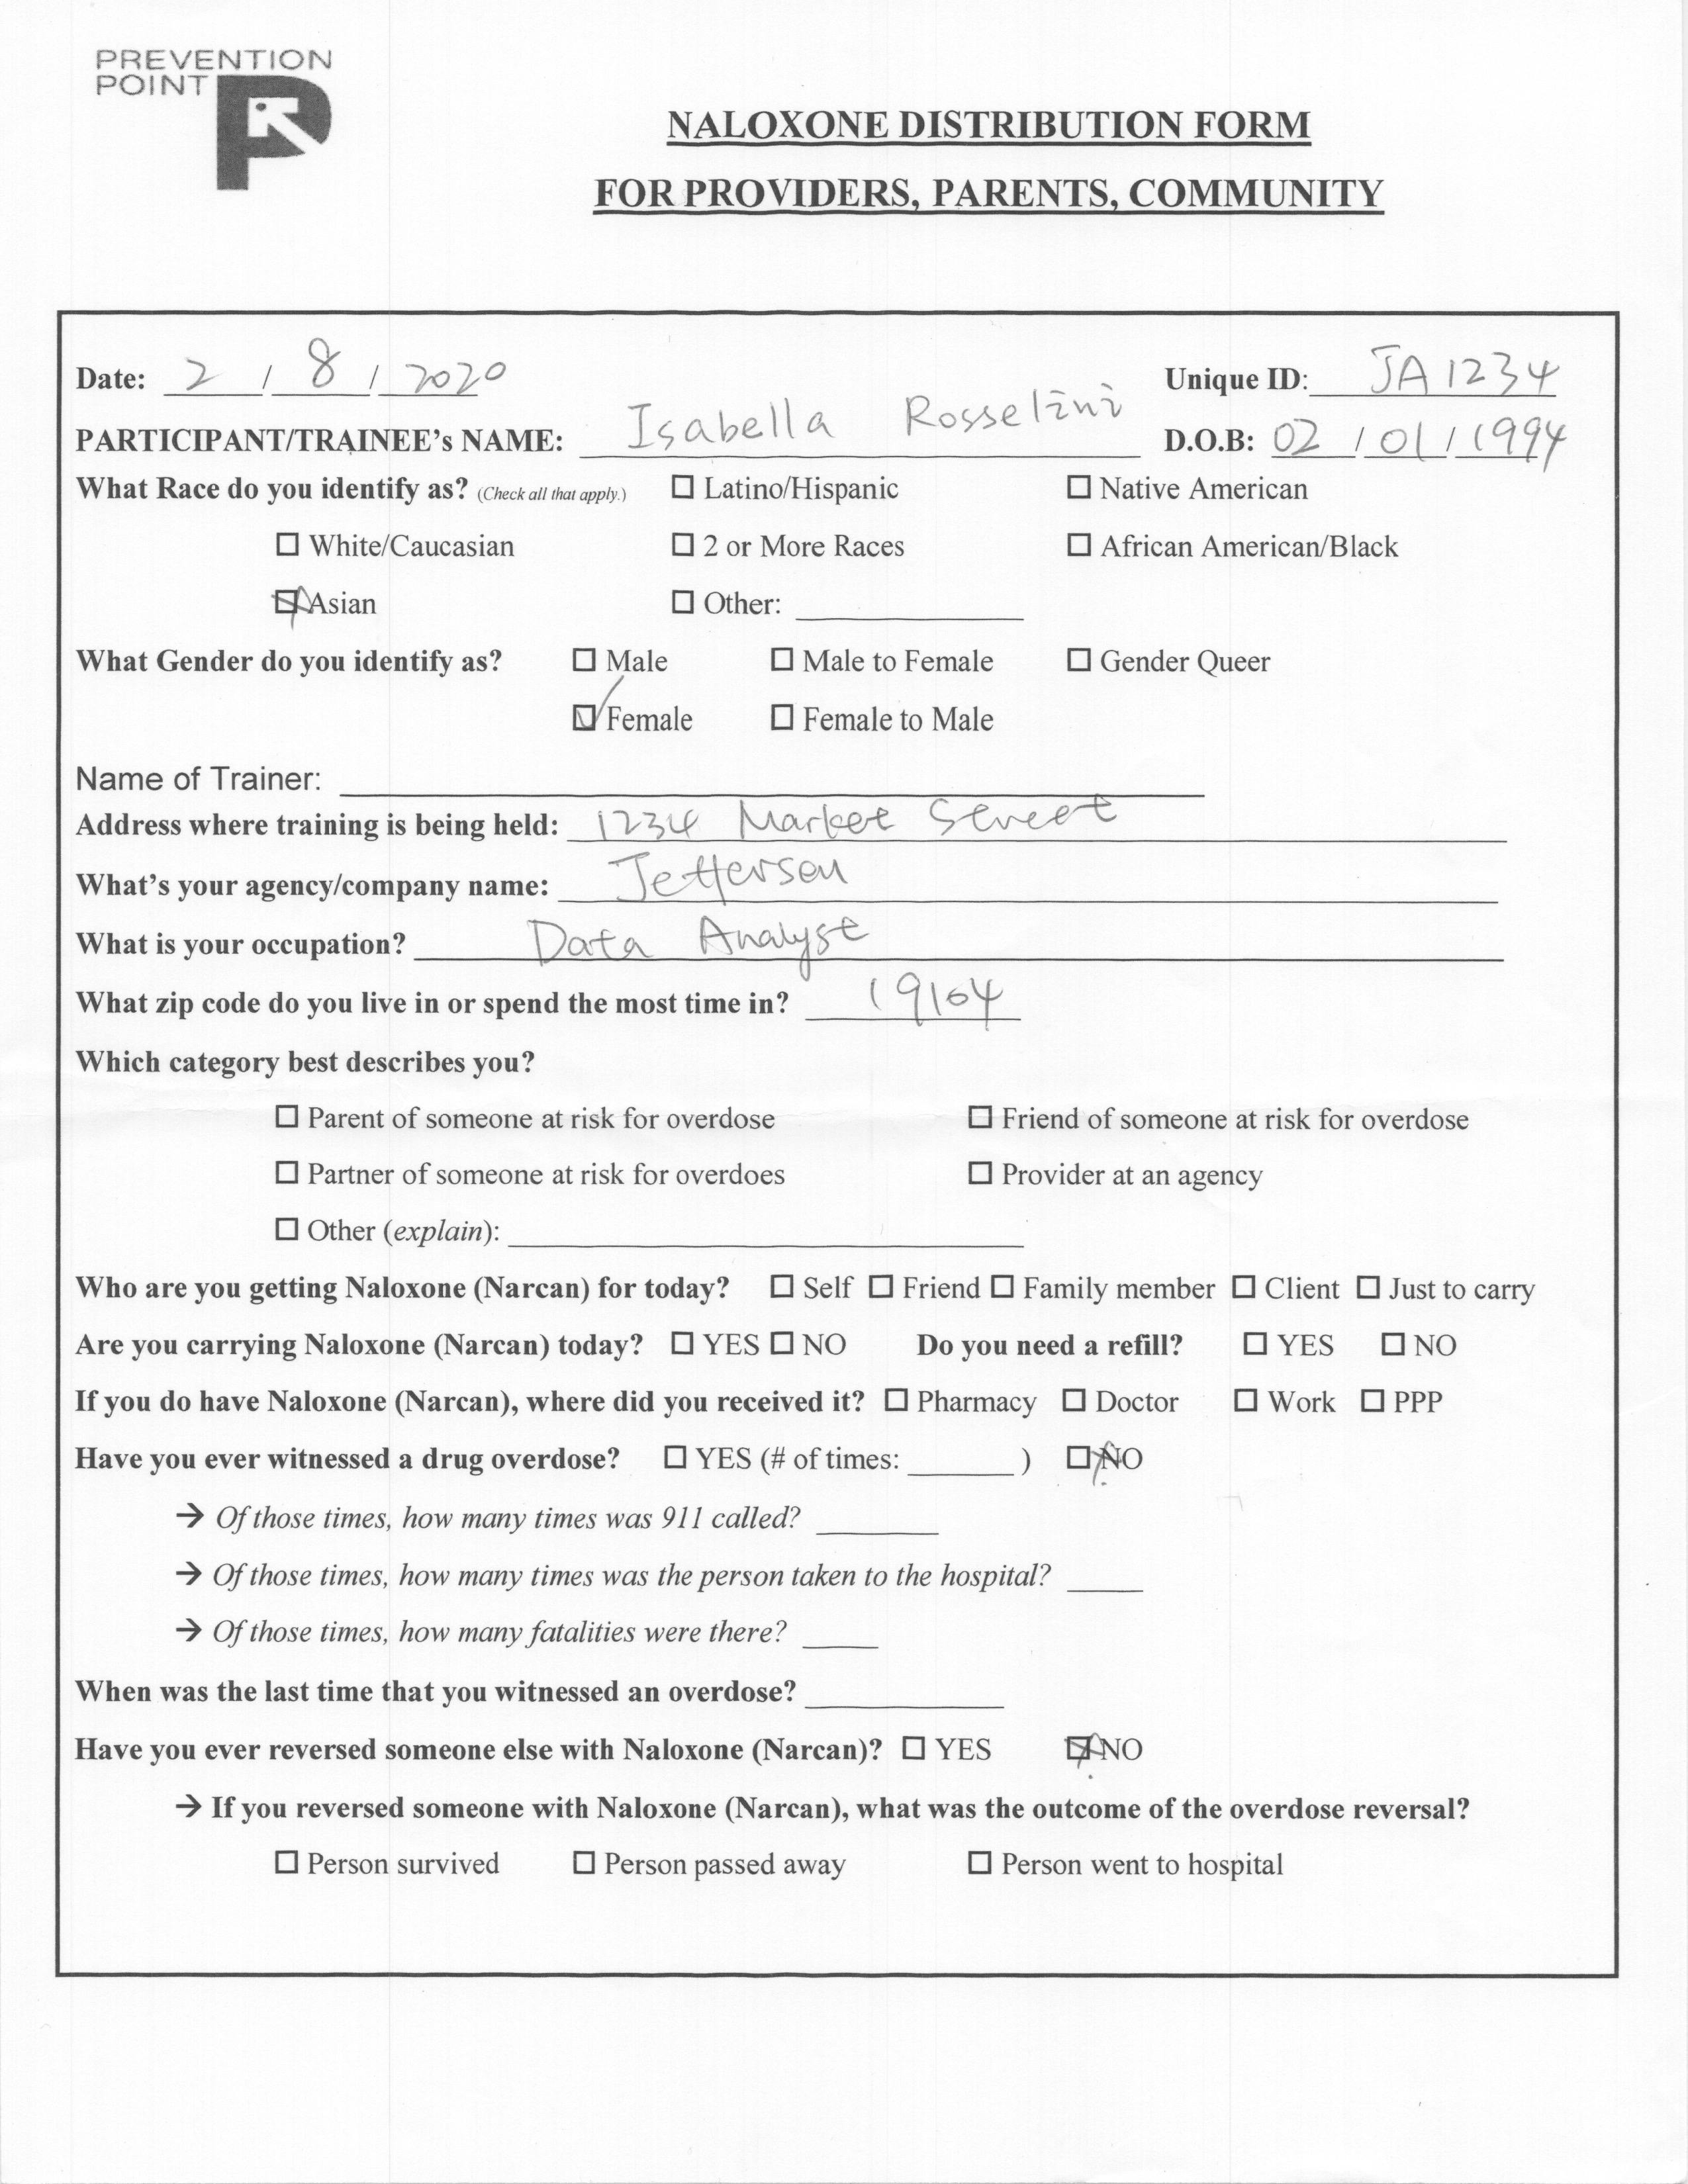 PREVENTION
POINT
NALOXONE DISTRIBUTION FORM
FOR PROVIDERS, PARENTS, COMMUNITY
Date: 2 / 8 / 2020 Unique ID: JA1234
PARTICIPANT/TRAINEE's NAME: Isabella Rosselini D.O.B: 02 / 01 / 1994
What Race do you identify as? (Check all that apply.) ☐ Latino/Hispanic ☐ Native American
☐ White/Caucasian ☐ 2 or More Races ☐ African American/Black
☒ Asian ☐ Other: ____
What Gender do you identify as? ☐ Male ☐ Male to Female ☐ Gender Queer
☑ Female ☐ Female to Male
Name of Trainer: ____
Address where training is being held: 1234 Market Street
What's your agency/company name: Jefferson
What is your occupation? Data Analyst
What zip code do you live in or spend the most time in? 19104
Which category best describes you?
☐ Parent of someone at risk for overdose ☐ Friend of someone at risk for overdose
☐ Partner of someone at risk for overdoes ☐ Provider at an agency
☐ Other (explain): ____
Who are you getting Naloxone (Narcan) for today? ☐ Self ☐ Friend ☐ Family member ☐ Client ☐ Just to carry
Are you carrying Naloxone (Narcan) today? ☐ YES ☐ NO Do you need a refill? ☐ YES ☐ NO
If you do have Naloxone (Narcan), where did you received it? ☐ Pharmacy ☐ Doctor ☐ Work ☐ PPP
Have you ever witnessed a drug overdose? ☐ YES (# of times: ____ ) ☒ NO
→ Of those times, how many times was 911 called? ____
→ Of those times, how many times was the person taken to the hospital? ____
→ Of those times, how many fatalities were there? ____
When was the last time that you witnessed an overdose? ____
Have you ever reversed someone else with Naloxone (Narcan)? ☐ YES ☒ NO
→ If you reversed someone with Naloxone (Narcan), what was the outcome of the overdose reversal?
☐ Person survived ☐ Person passed away ☐ Person went to hospital